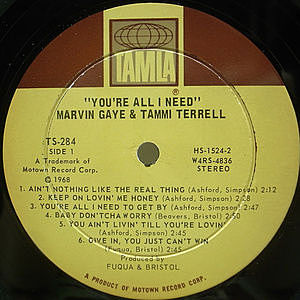 TAMLA
"YOU'RE ALL I NEED"
MARVIN GAYE & TAMMI TERRELL
TS-284
SIDE 1
A Trademark of
Motown Record Corp.
℗ 1968
HS-1524-2
W4RS-4836
STEREO
1. AIN'T NOTHING LIKE THE REAL THING (Ashford, Simpson) 2:12
2. KEEP ON LOVIN' ME HONEY (Ashford, Simpson) 2:28
3. YOU'RE ALL I NEED TO GET BY (Ashford, Simpson) 2:48
4. BABY DON'TCHA WORRY (Beavers, Bristol) 2:50
5. YOU AIN'T LIVIN' TILL YOU'RE LOVIN'
(Ashford, Simpson) 2:45
6. GIVE IN, YOU JUST CAN'T WIN
(Fuqua, Bristol) 2:45
Produced by
FUQUA & BRISTOL
A PRODUCT OF MOTOWN RECORD CORP.